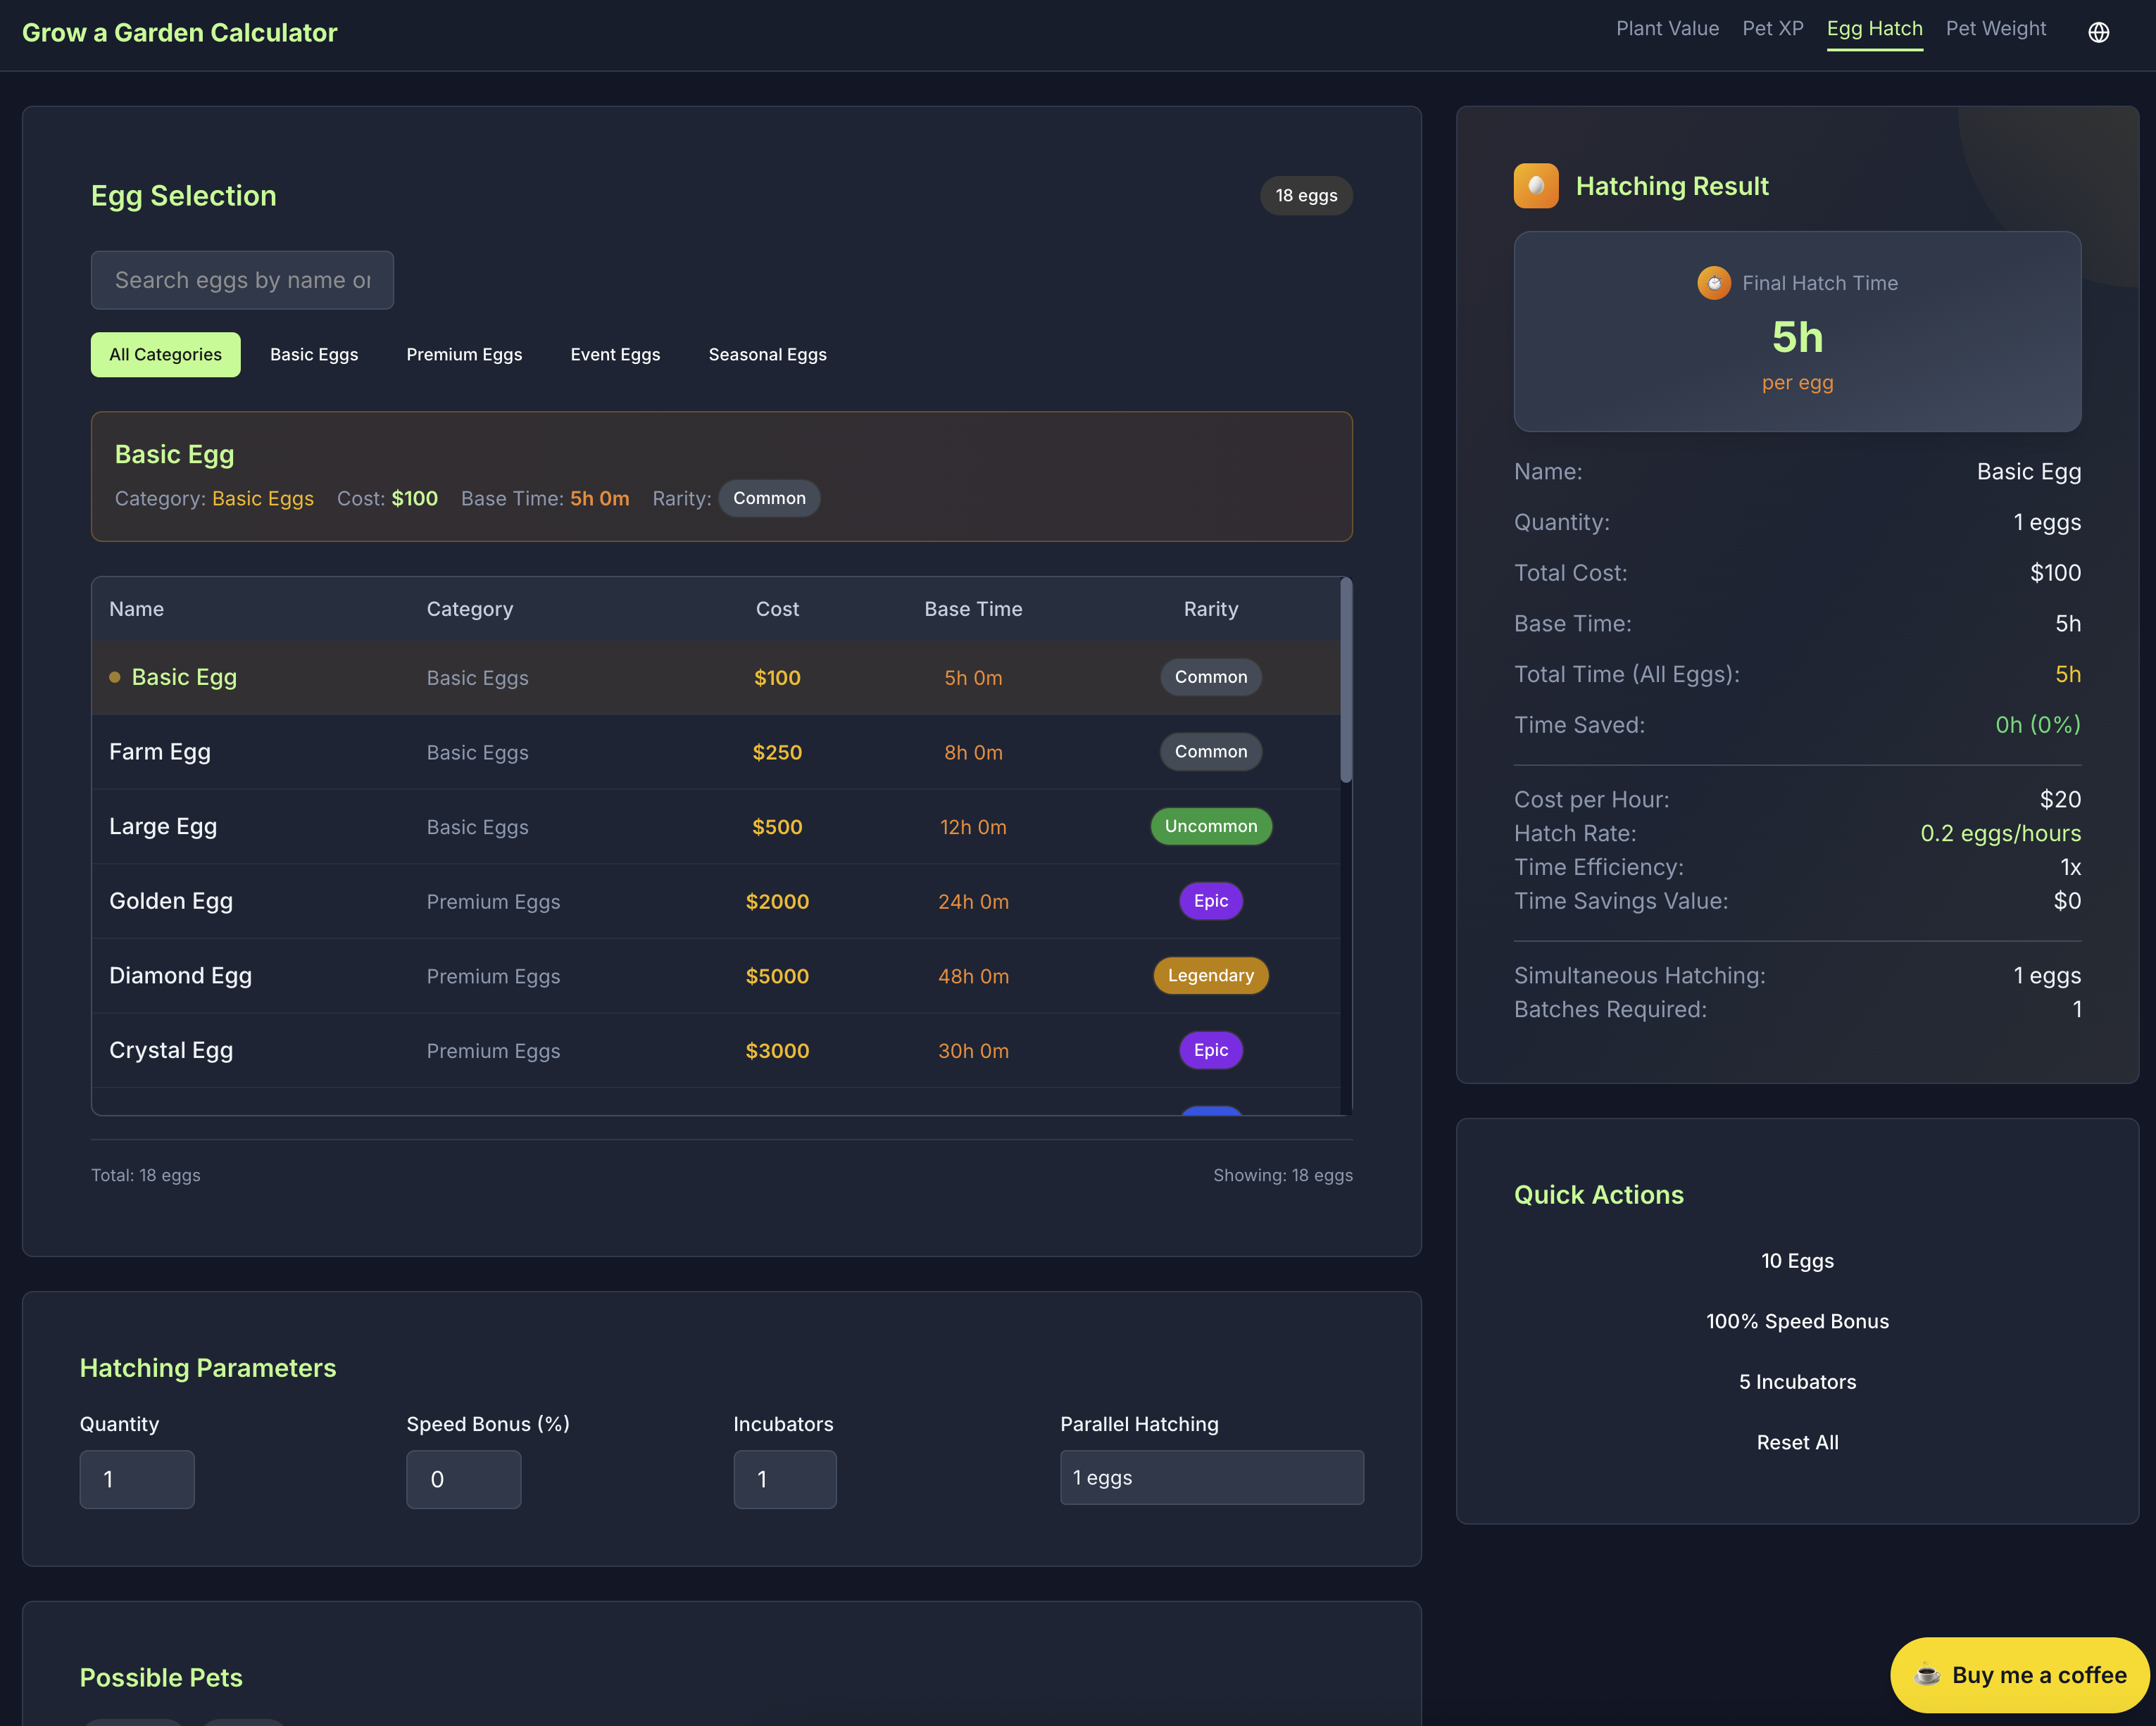 Grow a Garden Calculator
Plant Value Pet XP Egg Hatch Pet Weight
Egg Selection
18 eggs
Search eggs by name or
All Categories Basic Eggs Premium Eggs Event Eggs Seasonal Eggs
Basic Egg
Category: Basic Eggs Cost: $100 Base Time: 5h 0m Rarity: Common
Name Category Cost Base Time Rarity
Basic Egg Basic Eggs $100 5h 0m Common
Farm Egg Basic Eggs $250 8h 0m Common
Large Egg Basic Eggs $500 12h 0m Uncommon
Golden Egg Premium Eggs $2000 24h 0m Epic
Diamond Egg Premium Eggs $5000 48h 0m Legendary
Crystal Egg Premium Eggs $3000 30h 0m Epic
Total: 18 eggs Showing: 18 eggs
Hatching Parameters
Quantity Speed Bonus (%) Incubators Parallel Hatching
1 0 1 1 eggs
Possible Pets
Hatching Result
Final Hatch Time
5h
per egg
Name: Basic Egg
Quantity: 1 eggs
Total Cost: $100
Base Time: 5h
Total Time (All Eggs): 5h
Time Saved: 0h (0%)
Cost per Hour: $20
Hatch Rate: 0.2 eggs/hours
Time Efficiency: 1x
Time Savings Value: $0
Simultaneous Hatching: 1 eggs
Batches Required: 1
Quick Actions
10 Eggs
100% Speed Bonus
5 Incubators
Reset All
Buy me a coffee